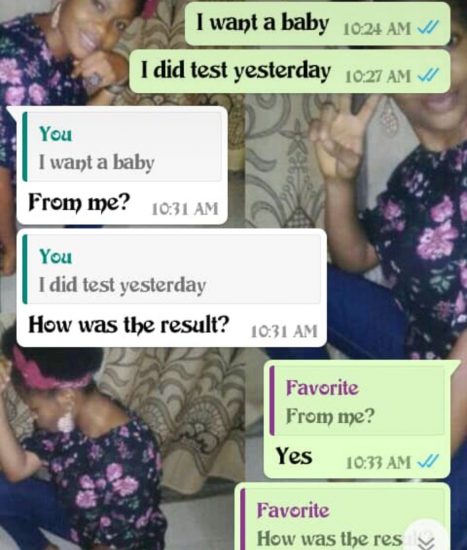 I want a baby 10:24 AM
I did test yesterday 10:27 AM
You
I want a baby
From me? 10:31 AM
You
I did test yesterday
How was the result? 10:31 AM
Favorite
From me?
Yes 10:33 AM
Favorite
How was the res